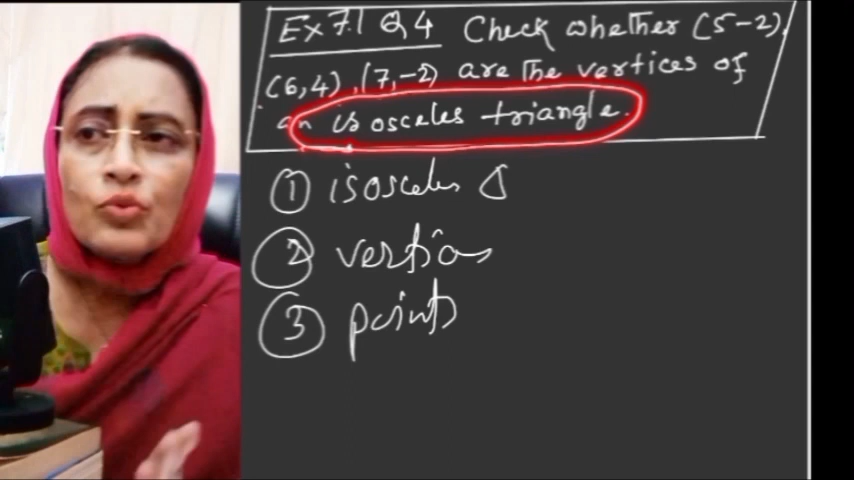 Ex 7.1 Q 4 Check whether (5-2),
(6,4), (7,-2) are the vertices of
an isosceles triangle.
① isosceles Δ
② vertices
③ points